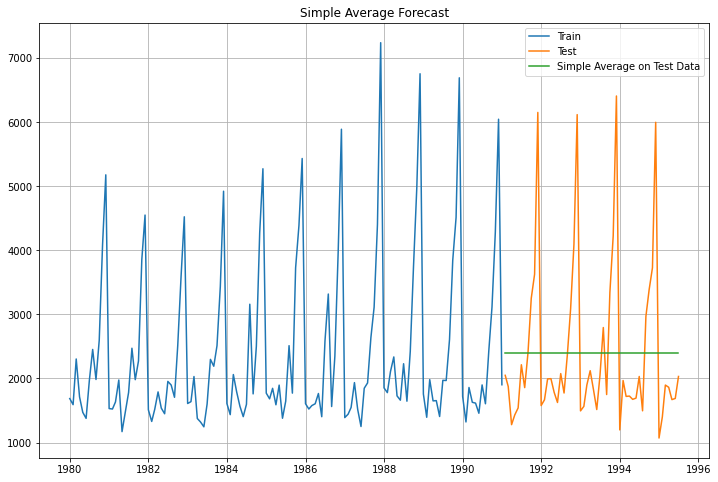 Simple Average Forecast
Train
Test
Simple Average on Test Data
7000
6000
5000
4000
3000
2000
1000
1980 1982 1984 1986 1988 1990 1992 1994 1996